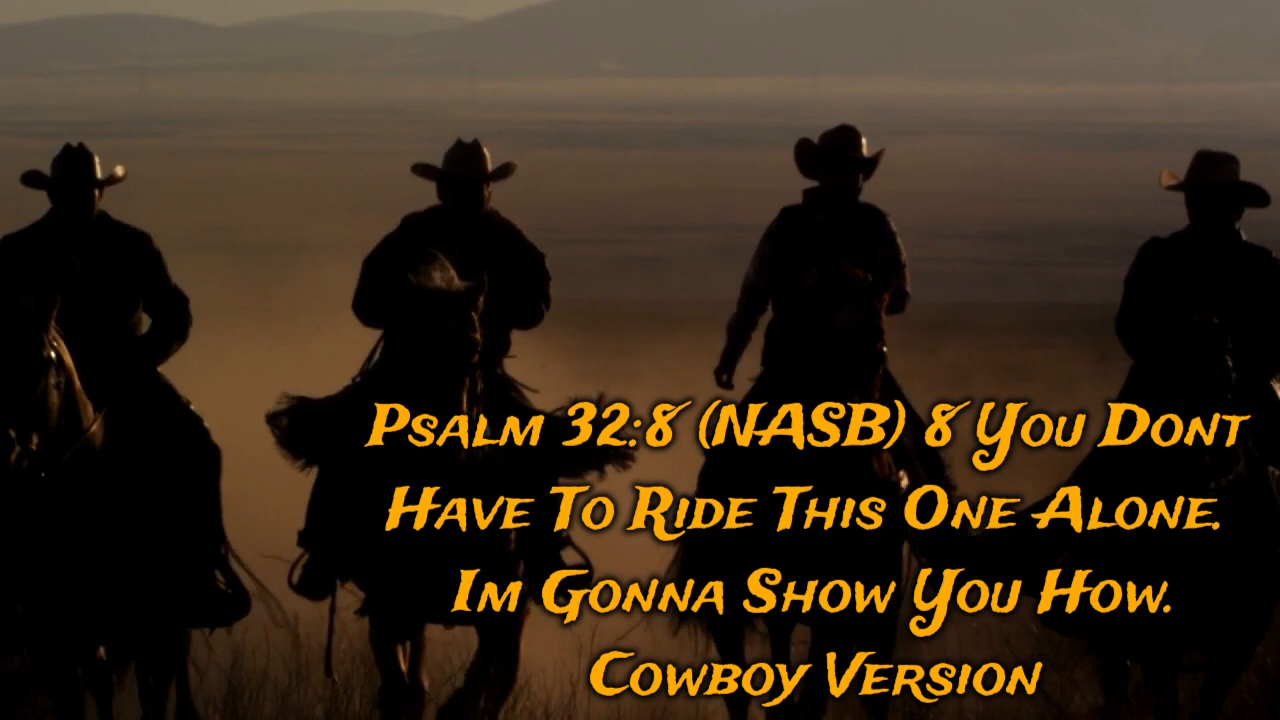 Psalm 32:8 (NASB) 8 You Dont
Have To Ride This One Alone.
Im Gonna Show You How.
Cowboy Version